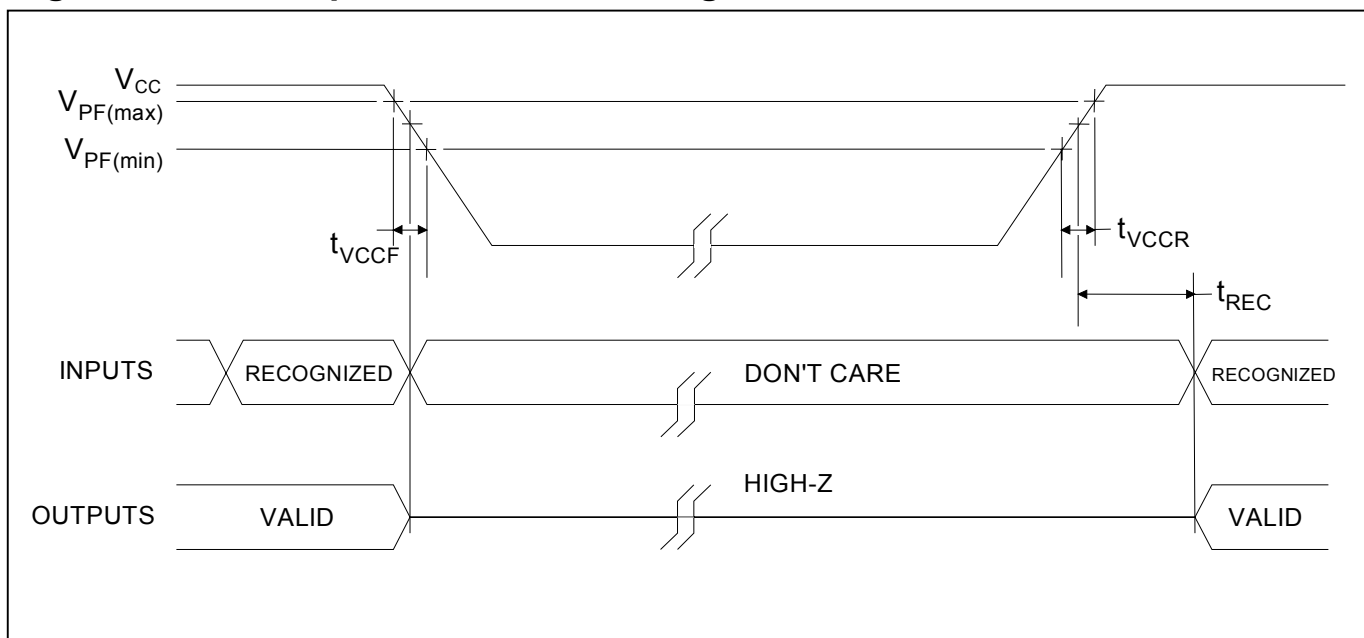 VCC
VPF(max)
VPF(min)
tVCCF
tVCCR
tREC
INPUTS
RECOGNIZED
DON'T CARE
RECOGNIZED
HIGH-Z
OUTPUTS
VALID
VALID